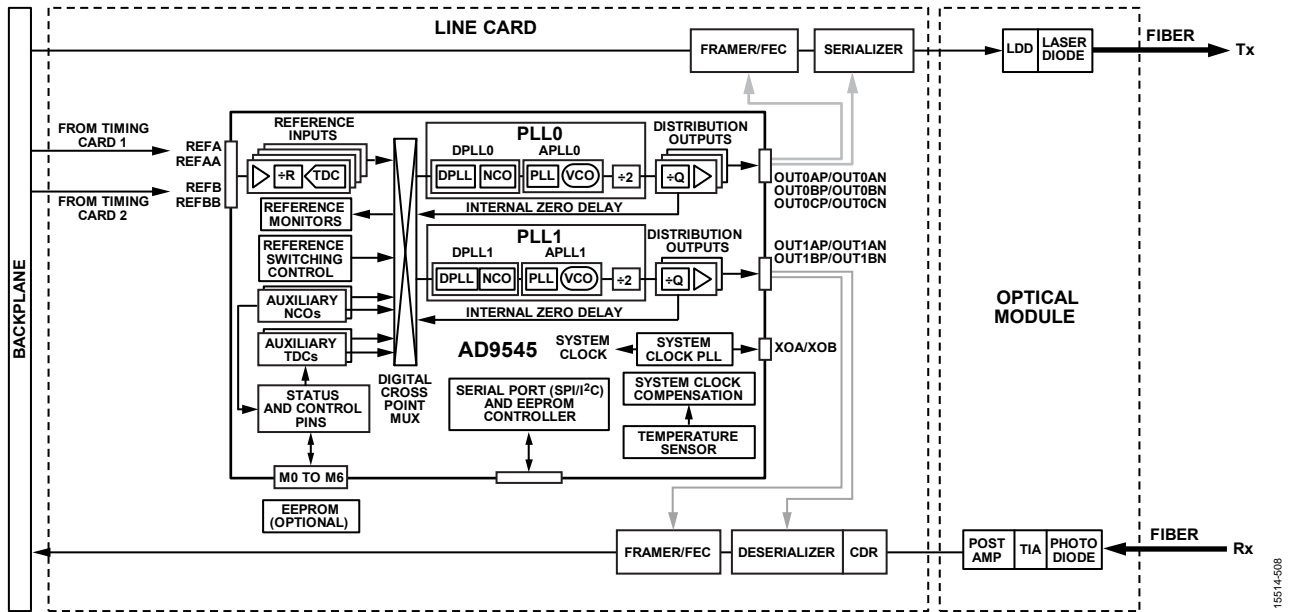 LINE CARD
BACKPLANE
FRAMER/FEC
SERIALIZER
LDD
LASER
DIODE
FIBER
Tx
FROM TIMING
CARD 1
REFA
REFAA
REFB
REFBB
FROM TIMING
CARD 2
REFERENCE
INPUTS
÷R
TDC
PLL0
DPLL0
APLL0
DPLL
NCO
PLL
VCO
÷2
DISTRIBUTION
OUTPUTS
÷Q
OUT0AP/OUT0AN
OUT0BP/OUT0BN
OUT0CP/OUT0CN
INTERNAL ZERO DELAY
REFERENCE
MONITORS
REFERENCE
SWITCHING
CONTROL
PLL1
DPLL1
APLL1
DPLL
NCO
PLL
VCO
÷2
DISTRIBUTION
OUTPUTS
÷Q
OUT1AP/OUT1AN
OUT1BP/OUT1BN
INTERNAL ZERO DELAY
AUXILIARY
NCOs
AUXILIARY
TDCs
STATUS
AND CONTROL
PINS
DIGITAL
CROSS
POINT
MUX
AD9545
SYSTEM
CLOCK
SYSTEM
CLOCK PLL
XOA/XOB
SERIAL PORT (SPI/I²C)
AND EEPROM
CONTROLLER
SYSTEM CLOCK
COMPENSATION
TEMPERATURE
SENSOR
M0 TO M6
EEPROM
(OPTIONAL)
OPTICAL
MODULE
FRAMER/FEC
DESERIALIZER
CDR
POST
AMP
TIA
PHOTO
DIODE
FIBER
Rx
15514-508